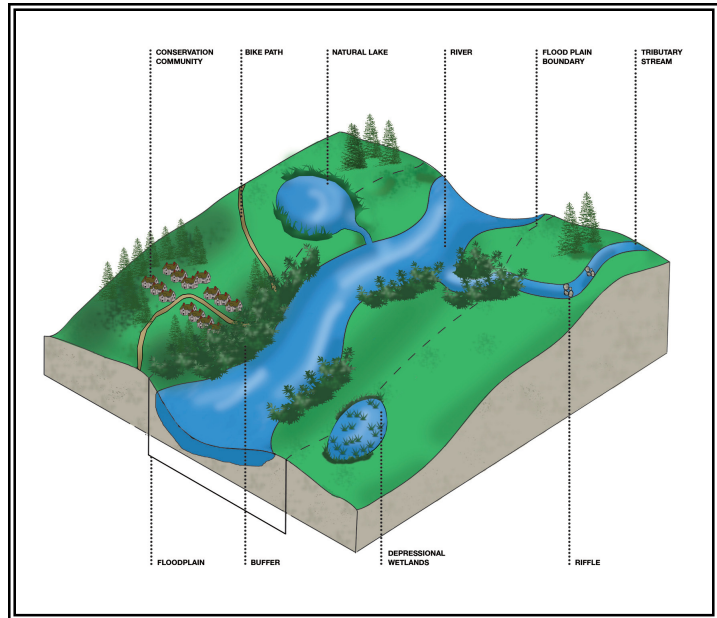 CONSERVATION
COMMUNITY
BIKE PATH
NATURAL LAKE
RIVER
FLOOD PLAIN
BOUNDARY
TRIBUTARY
STREAM
FLOODPLAIN
BUFFER
DEPRESSIONAL
WETLANDS
RIFFLE